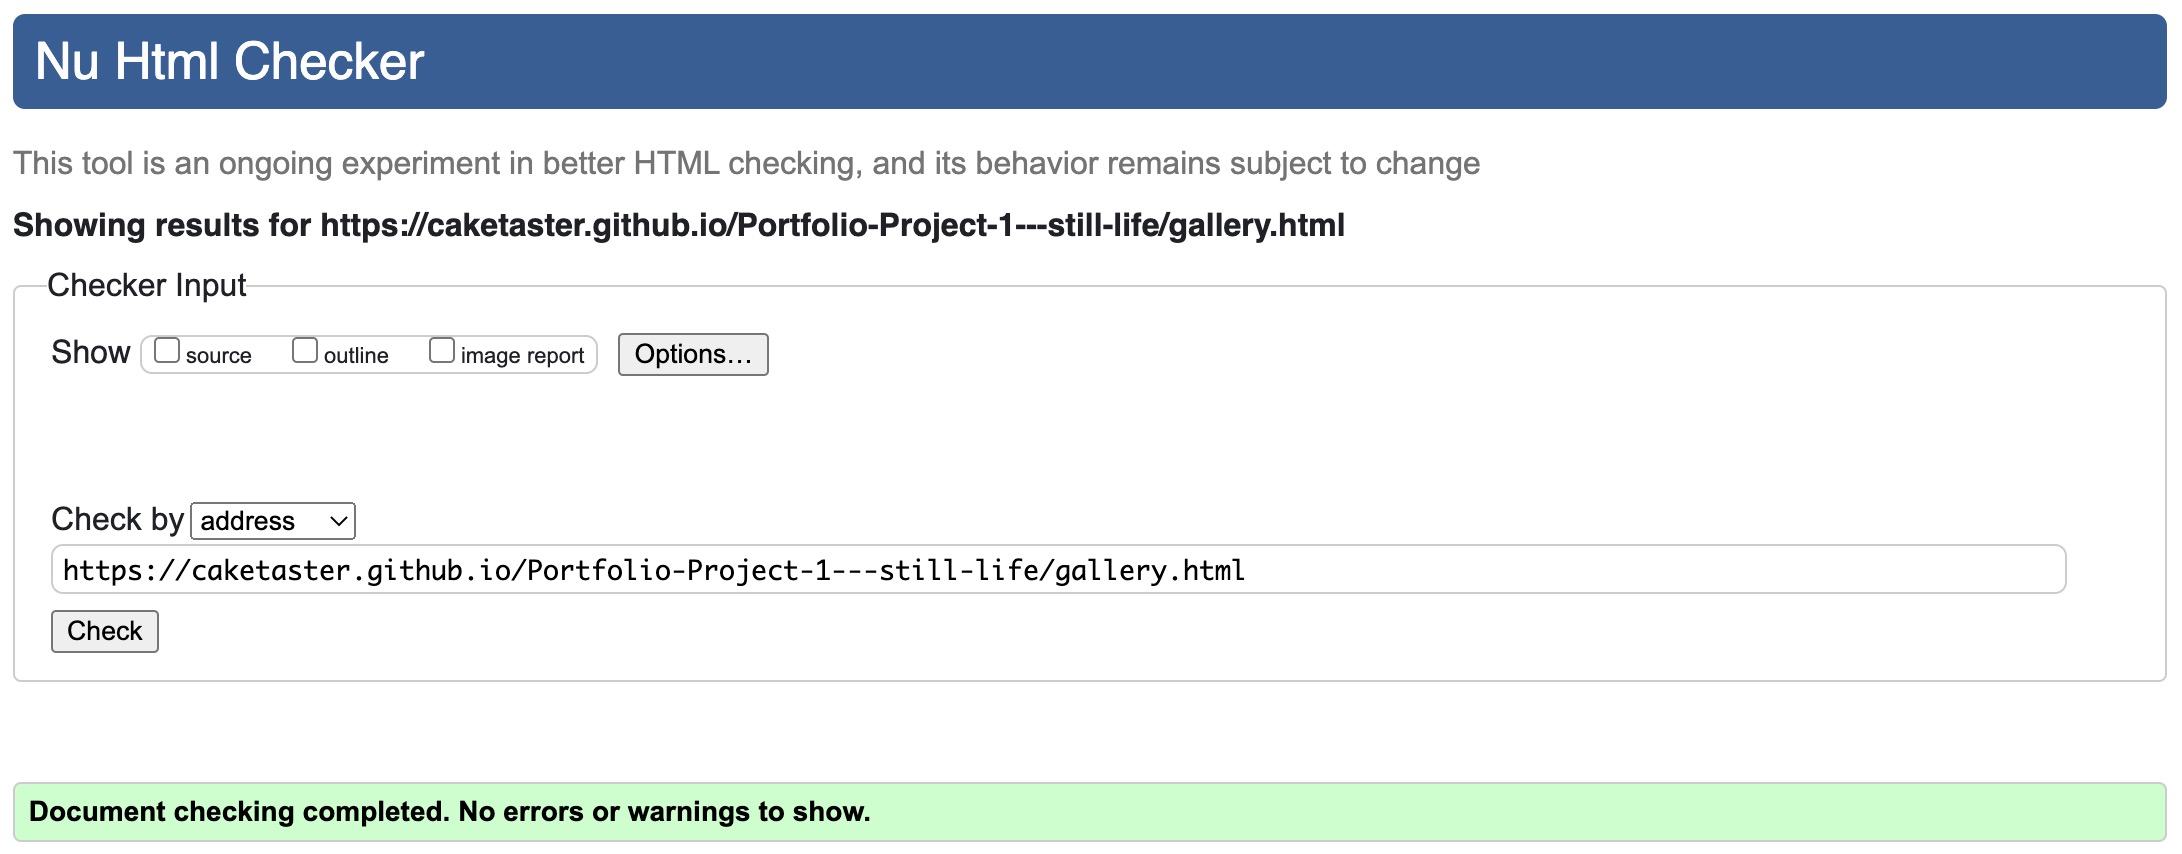 Nu Html Checker
This tool is an ongoing experiment in better HTML checking, and its behavior remains subject to change
Showing results for https://caketaster.github.io/Portfolio-Project-1---still-life/gallery.html
Checker Input
Show source outline image report Options…
Check by address
https://caketaster.github.io/Portfolio-Project-1---still-life/gallery.html
Check
Document checking completed. No errors or warnings to show.